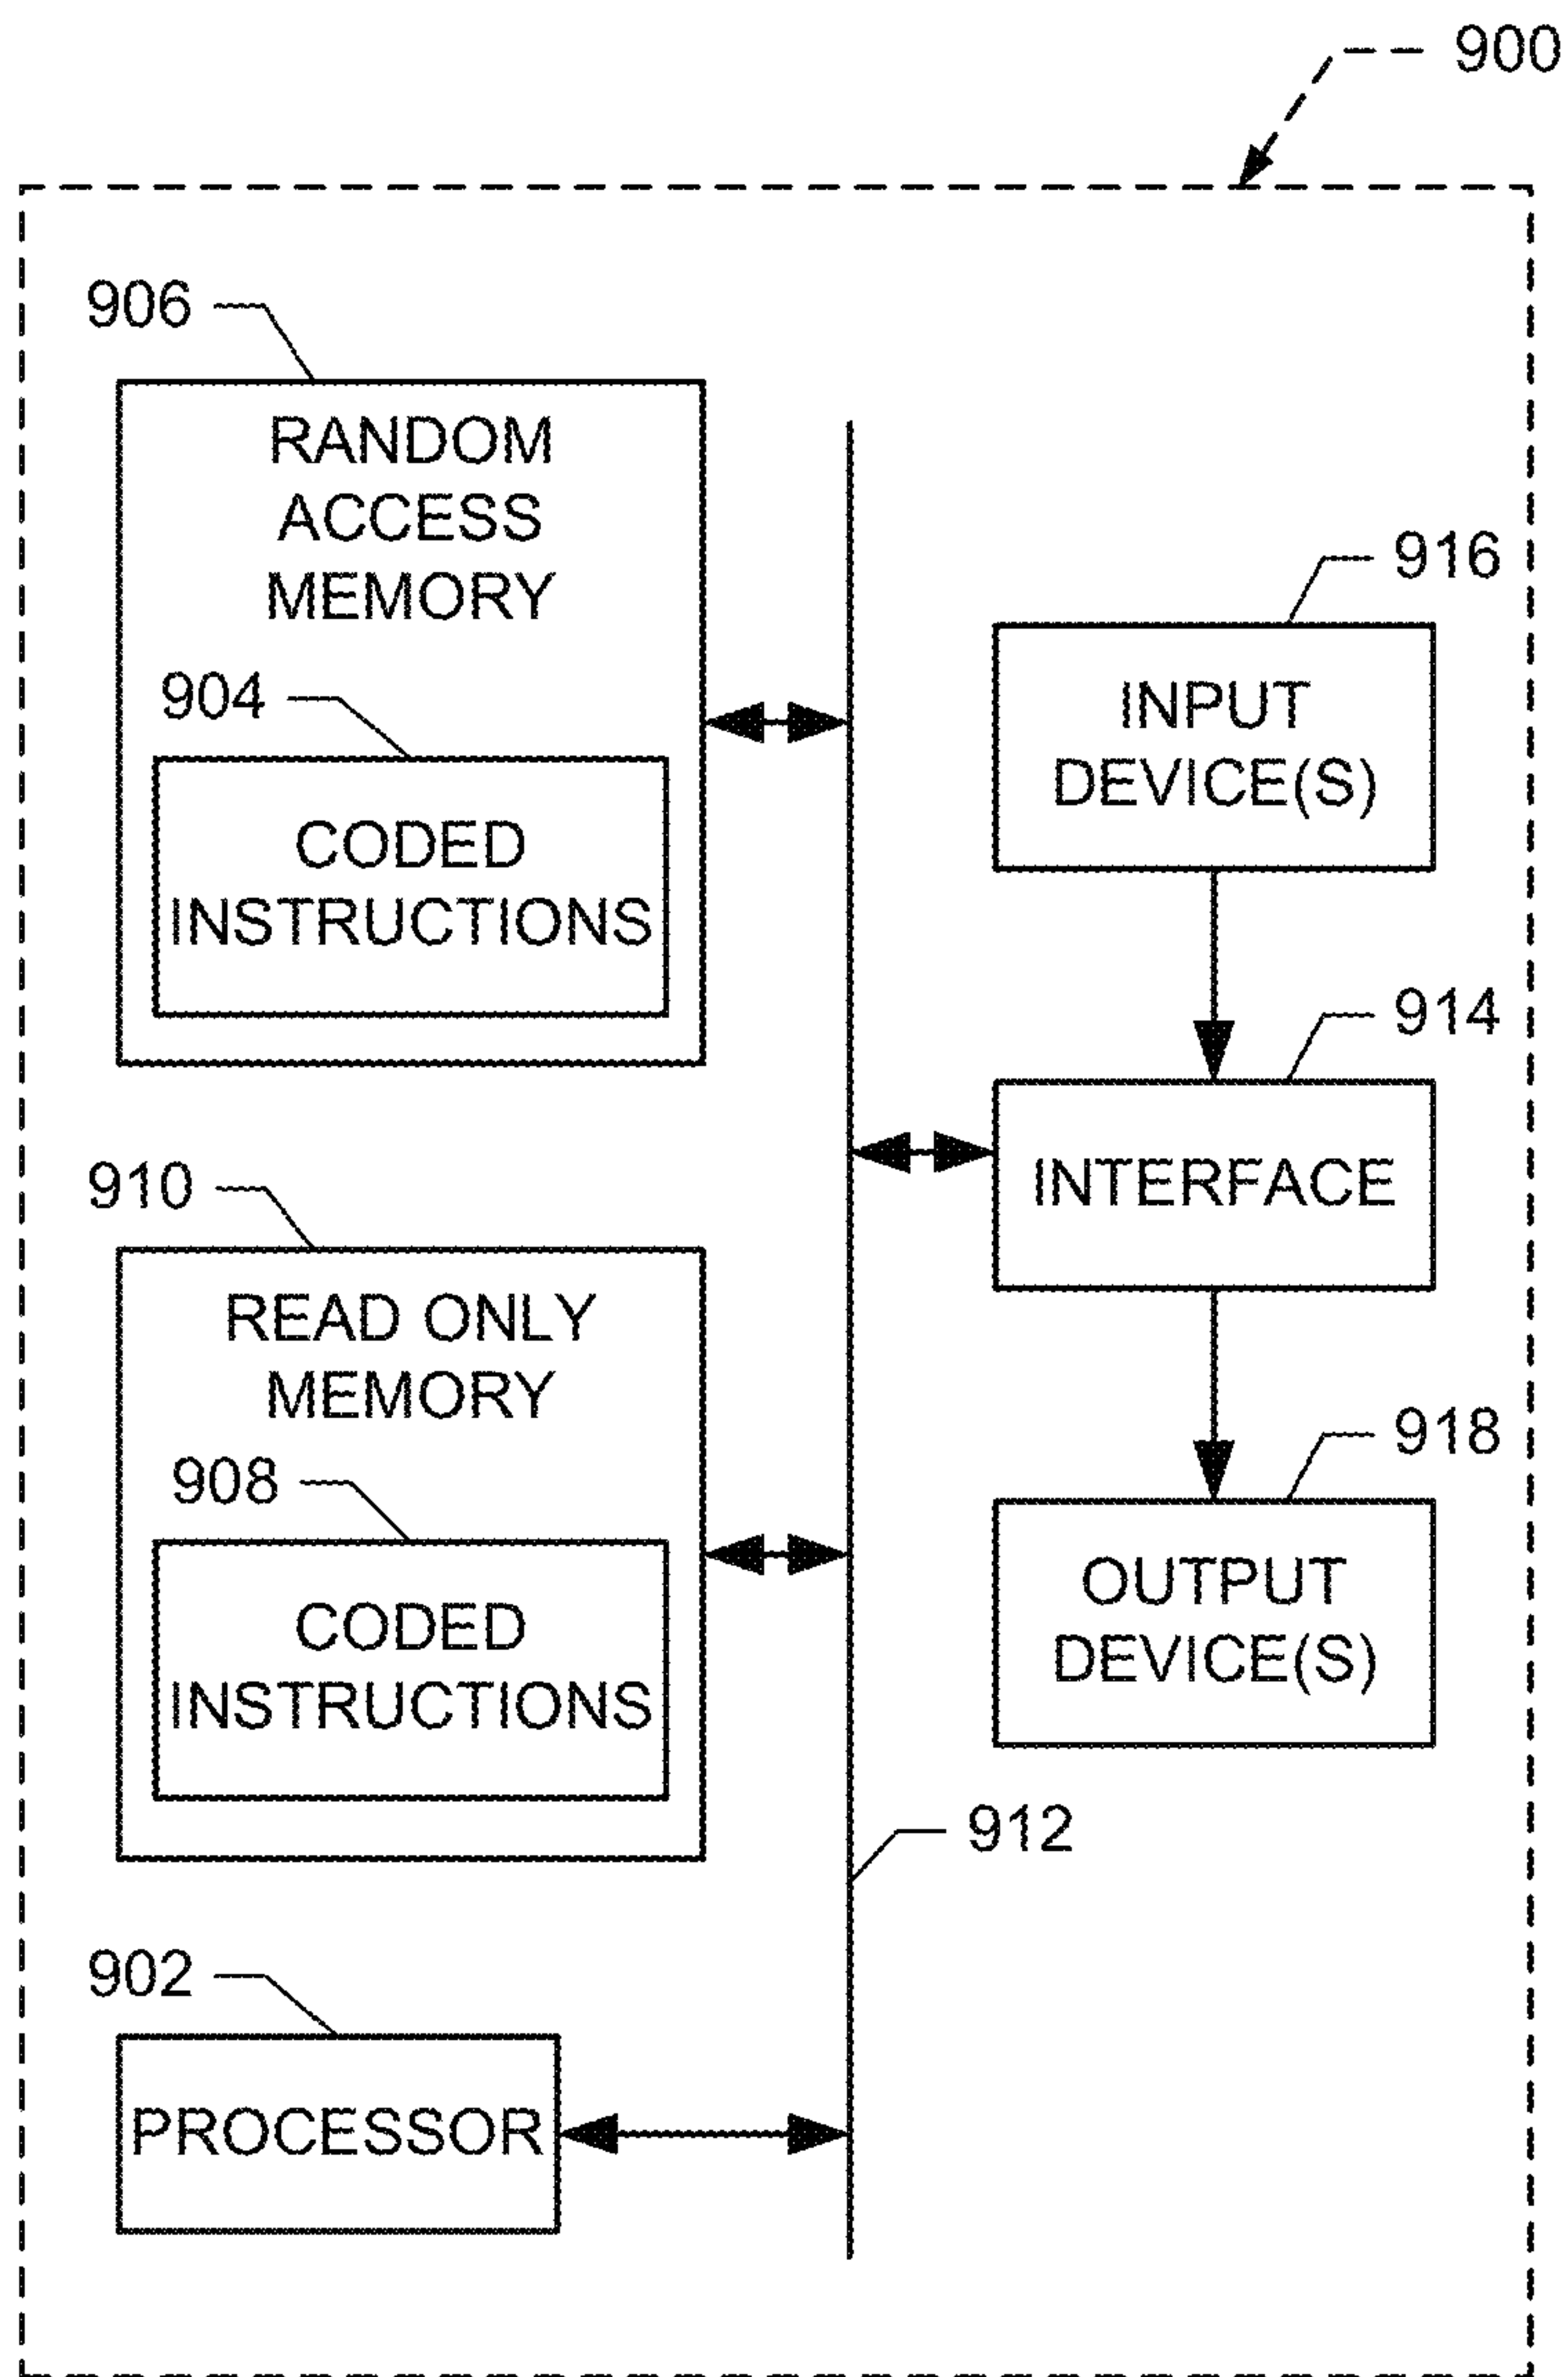 900
906
RANDOM
ACCESS
MEMORY
904
CODED
INSTRUCTIONS
916
INPUT
DEVICE(S)
914
INTERFACE
910
READ ONLY
MEMORY
908
CODED
INSTRUCTIONS
918
OUTPUT
DEVICE(S)
912
902
PROCESSOR